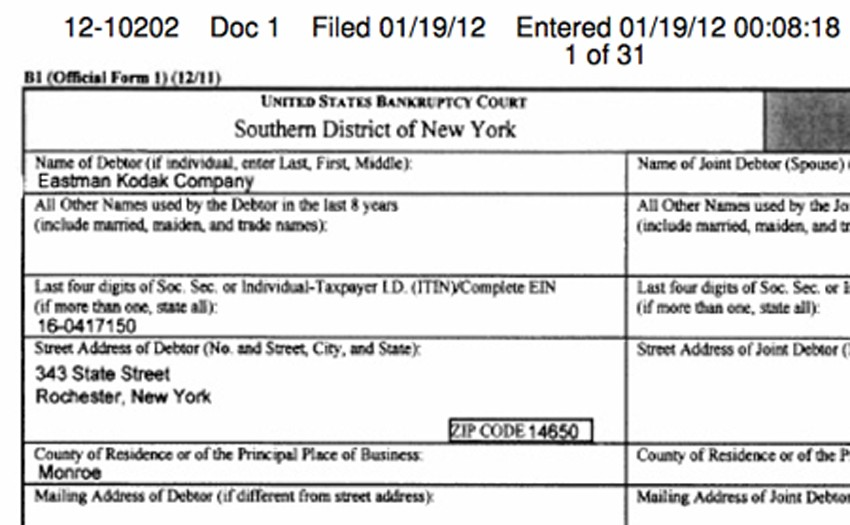 12-10202 Doc 1 Filed 01/19/12 Entered 01/19/12 00:08:18
1 of 31
B1 (Official Form 1) (12/11)
UNITED STATES BANKRUPTCY COURT
Southern District of New York
Name of Debtor (if individual, enter Last, First, Middle):
Eastman Kodak Company
Name of Joint Debtor (Spouse) (
All Other Names used by the Debtor in the last 8 years
(include married, maiden, and trade names):
All Other Names used by the Jo
(include married, maiden, and tr
Last four digits of Soc. Sec. or Individual-Taxpayer I.D. (ITIN)/Complete EIN
(if more than one, state all):
16-0417150
Last four digits of Soc. Sec. or I
(if more than one, state all):
Street Address of Debtor (No. and Street, City, and State):
343 State Street
Rochester, New York
ZIP CODE 14650
Street Address of Joint Debtor (
County of Residence or of the Principal Place of Business:
Monroe
County of Residence or of the P
Mailing Address of Debtor (if different from street address):
Mailing Address of Joint Debtor